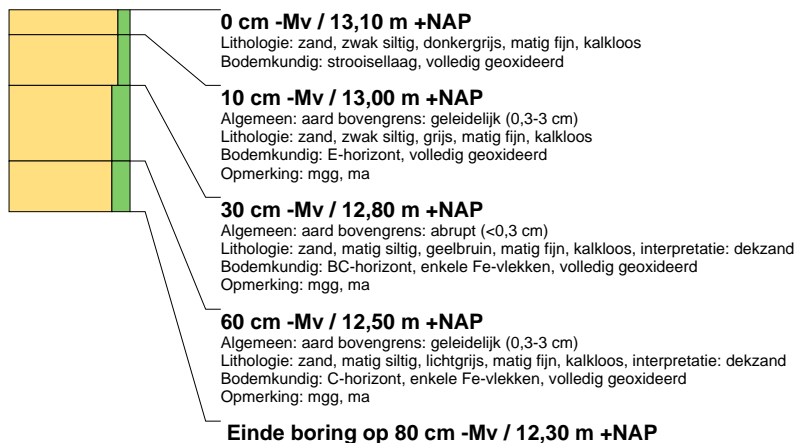 0 cm -Mv / 13,10 m +NAP
Lithologie: zand, zwak siltig, donkergrijs, matig fijn, kalkloos
Bodemkundig: strooisellaag, volledig geoxideerd
10 cm -Mv / 13,00 m +NAP
Algemeen: aard bovengrens: geleidelijk (0,3-3 cm)
Lithologie: zand, zwak siltig, grijs, matig fijn, kalkloos
Bodemkundig: E-horizont, volledig geoxideerd
Opmerking: mgg, ma
30 cm -Mv / 12,80 m +NAP
Algemeen: aard bovengrens: abrupt (<0,3 cm)
Lithologie: zand, matig siltig, geelbruin, matig fijn, kalkloos, interpretatie: dekzand
Bodemkundig: BC-horizont, enkele Fe-vlekken, volledig geoxideerd
Opmerking: mgg, ma
60 cm -Mv / 12,50 m +NAP
Algemeen: aard bovengrens: geleidelijk (0,3-3 cm)
Lithologie: zand, matig siltig, lichtgrijs, matig fijn, kalkloos, interpretatie: dekzand
Bodemkundig: C-horizont, enkele Fe-vlekken, volledig geoxideerd
Opmerking: mgg, ma
Einde boring op 80 cm -Mv / 12,30 m +NAP